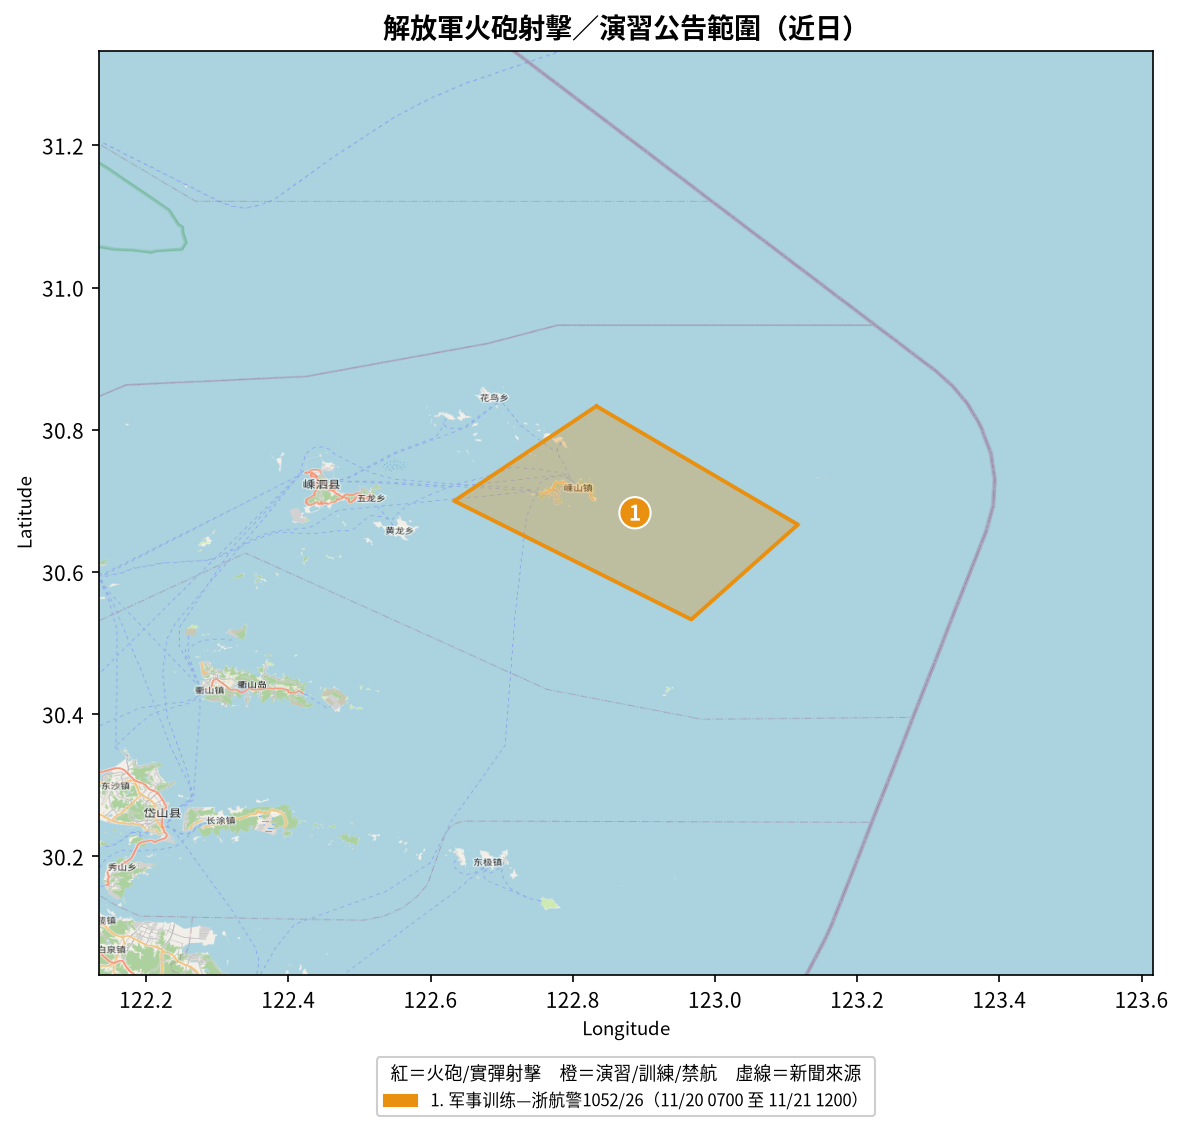 解放軍火砲射擊／演習公告範圍（近日）
Latitude
31.2
31.0
30.8
30.6
30.4
30.2
花鸟乡
嵊泗县
五龙乡
嵊山镇
黄龙乡
1
衢山镇
衢山岛
东沙镇
岱山县
长涂镇
秀山乡
东极镇
白泉镇
122.2
122.4
122.6
122.8
123.0
123.2
123.4
123.6
Longitude
紅＝火砲/實彈射擊 橙＝演習/訓練/禁航 虛線＝新聞來源
1. 军事训练—浙航警1052/26（11/20 0700 至 11/21 1200）